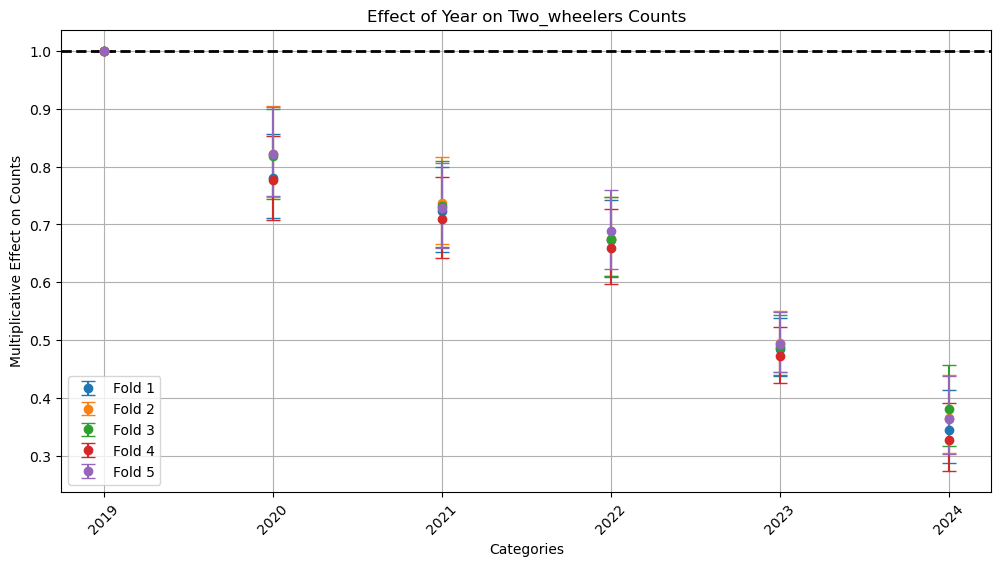 Effect of Year on Two_wheelers Counts
Multiplicative Effect on Counts
1.0
0.9
0.8
0.7
0.6
0.5
0.4
0.3
Fold 1
Fold 2
Fold 3
Fold 4
Fold 5
2019
2020
2021
2022
2023
2024
Categories